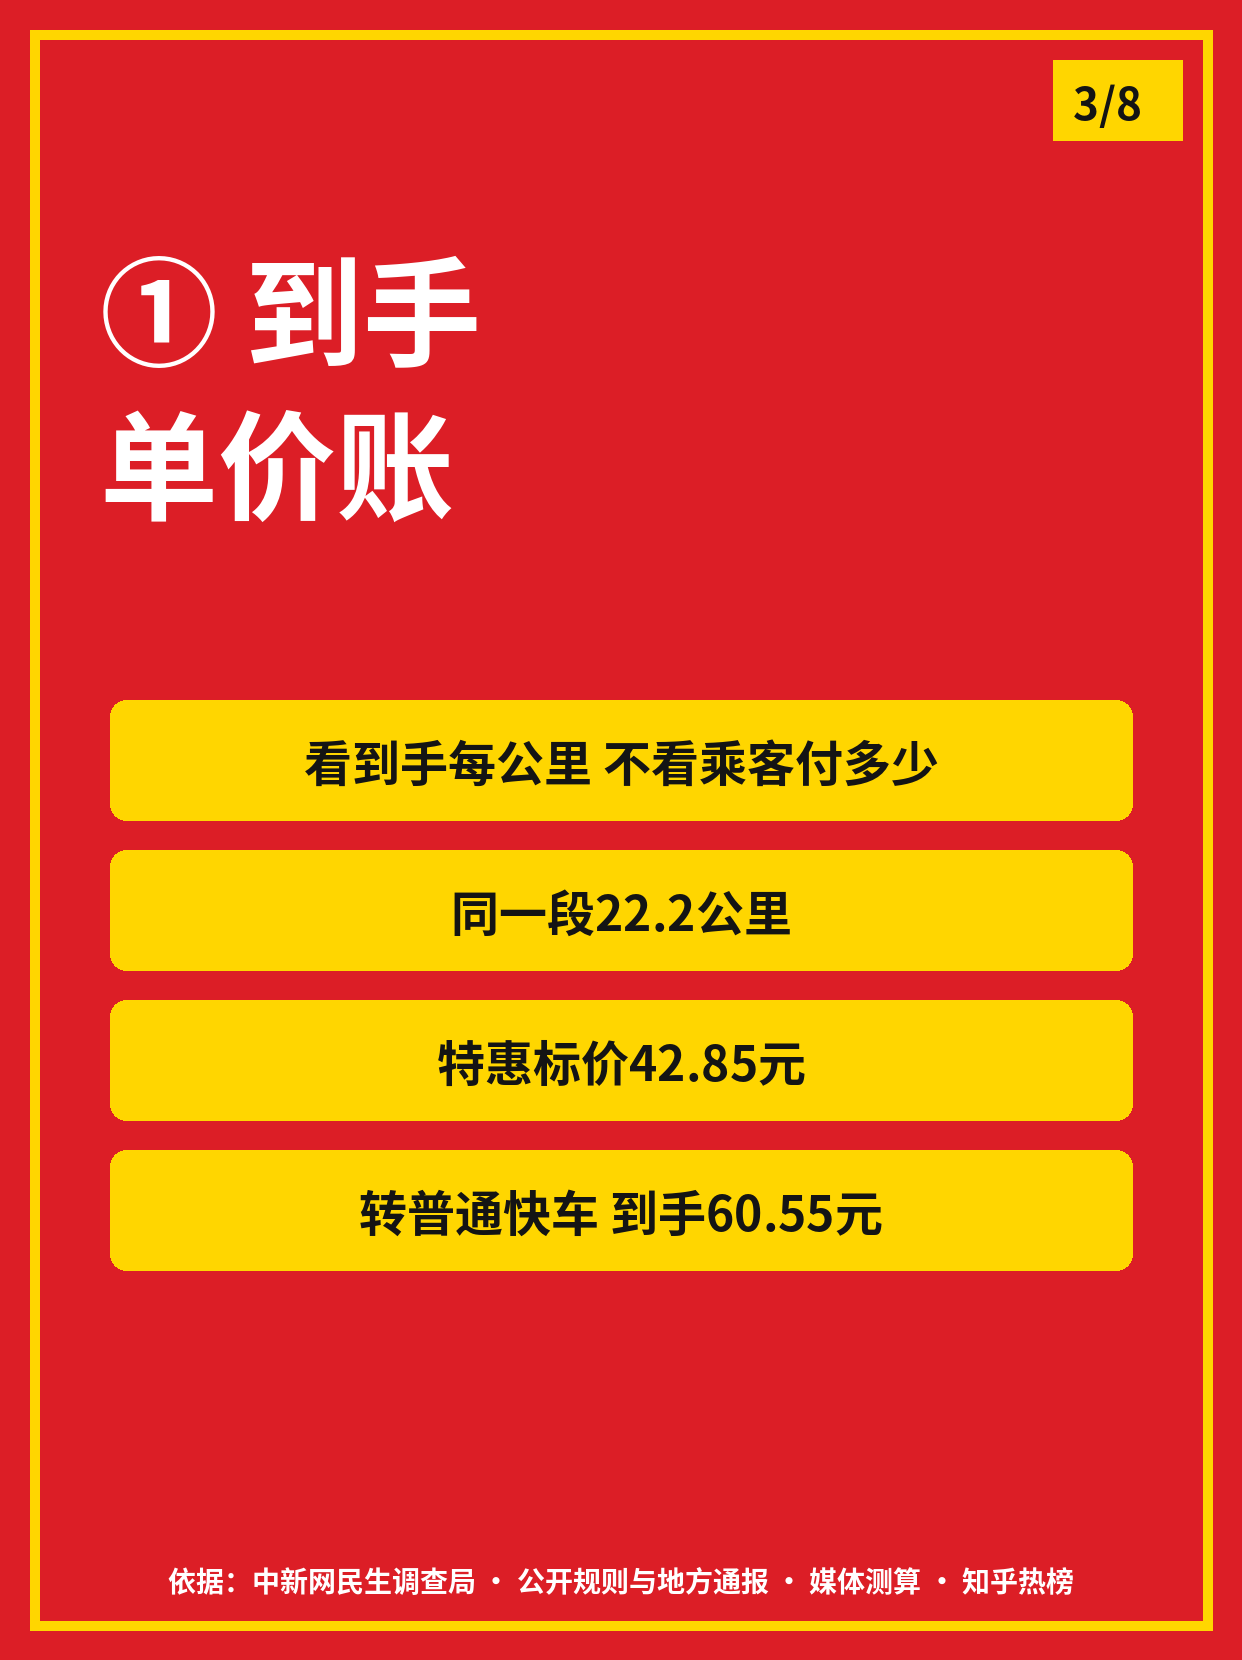 3/8
① 到手
单价账
看到手每公里 不看乘客付多少
同一段22.2公里
特惠标价42.85元
转普通快车 到手60.55元
依据：中新网民生调查局 · 公开规则与地方通报 · 媒体测算 · 知乎热榜